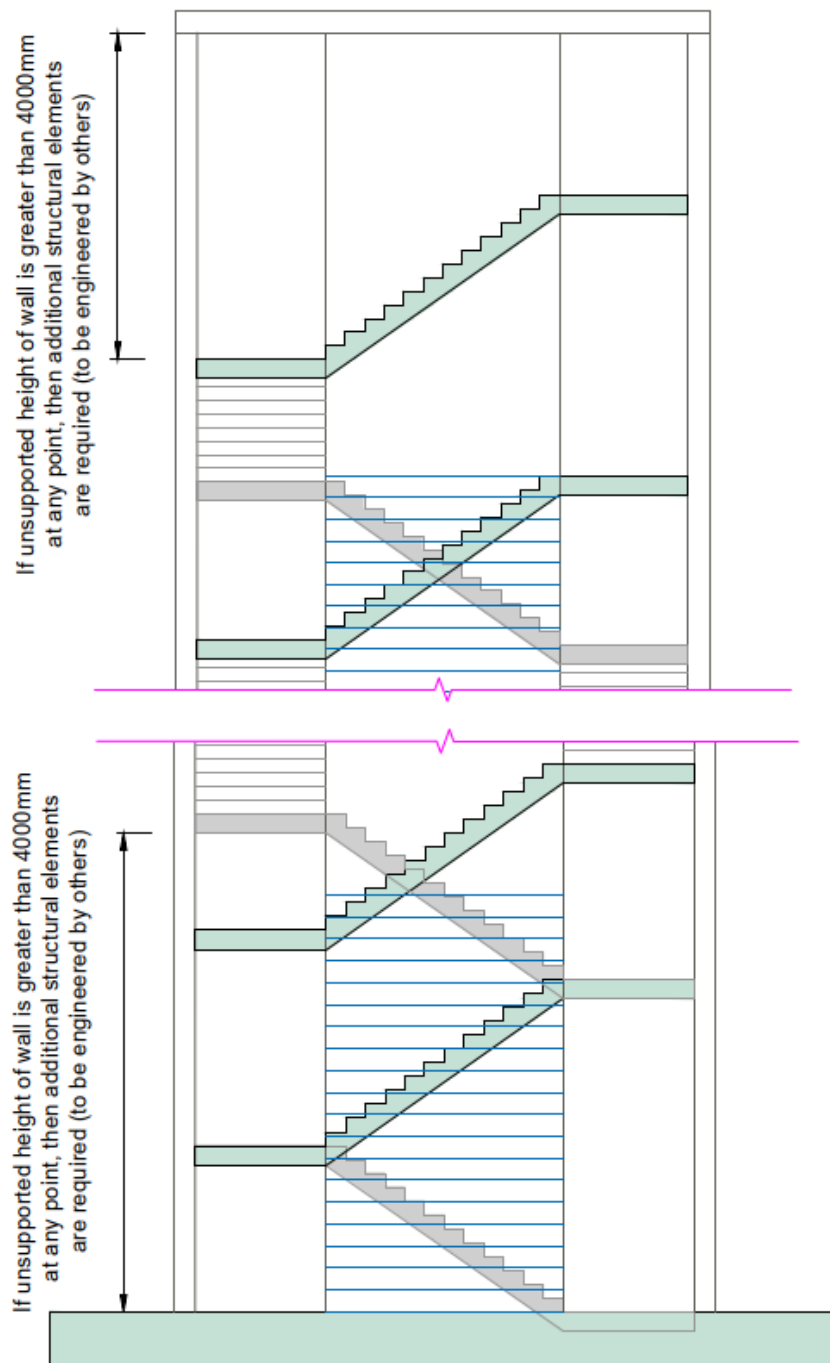 If unsupported height of wall is greater than 4000mm
at any point, then additional structural elements
are required (to be engineered by others)
If unsupported height of wall is greater than 4000mm
at any point, then additional structural elements
are required (to be engineered by others)